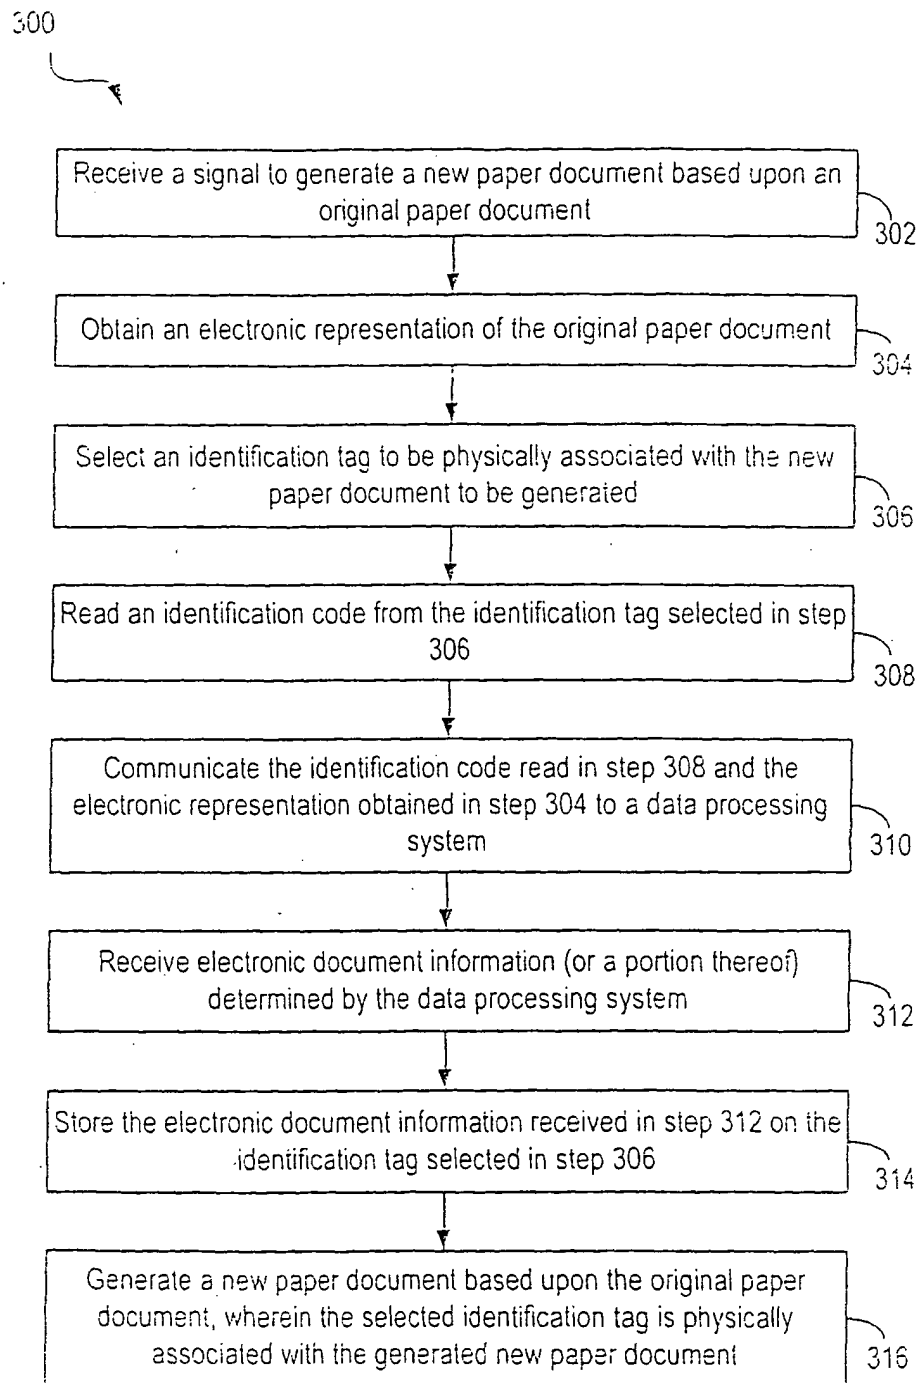 300
Receive a signal to generate a new paper document based upon an
original paper document
302
Obtain an electronic representation of the original paper document
304
Select an identification tag to be physically associated with the new
paper document to be generated
306
Read an identification code from the identification tag selected in step
306
308
Communicate the identification code read in step 308 and the
electronic representation obtained in step 304 to a data processing
system
310
Receive electronic document information (or a portion thereof)
determined by the data processing system
312
Store the electronic document information received in step 312 on the
identification tag selected in step 306
314
Generate a new paper document based upon the original paper
document, wherein the selected identification tag is physically
associated with the generated new paper document
316